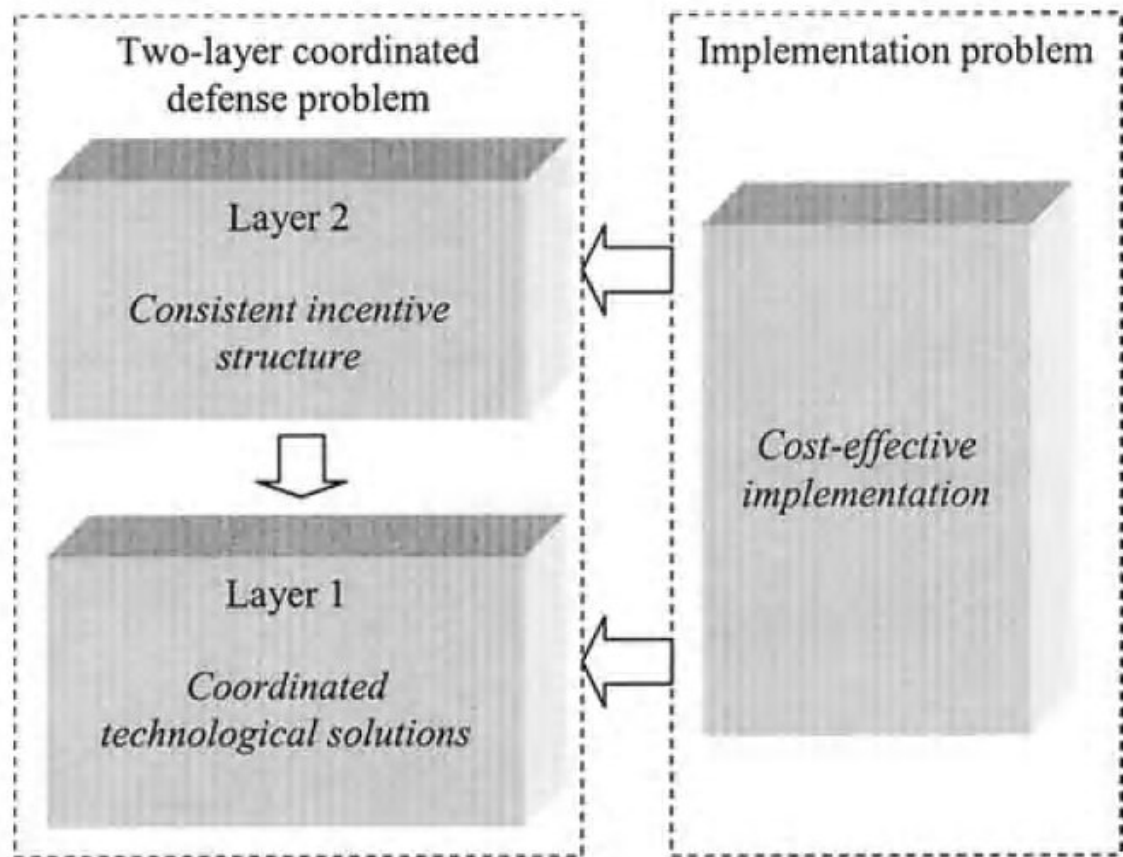 Two-layer coordinated
defense problem
Layer 2
Consistent incentive
structure
Layer 1
Coordinated
technological solutions
Implementation problem
Cost-effective
implementation